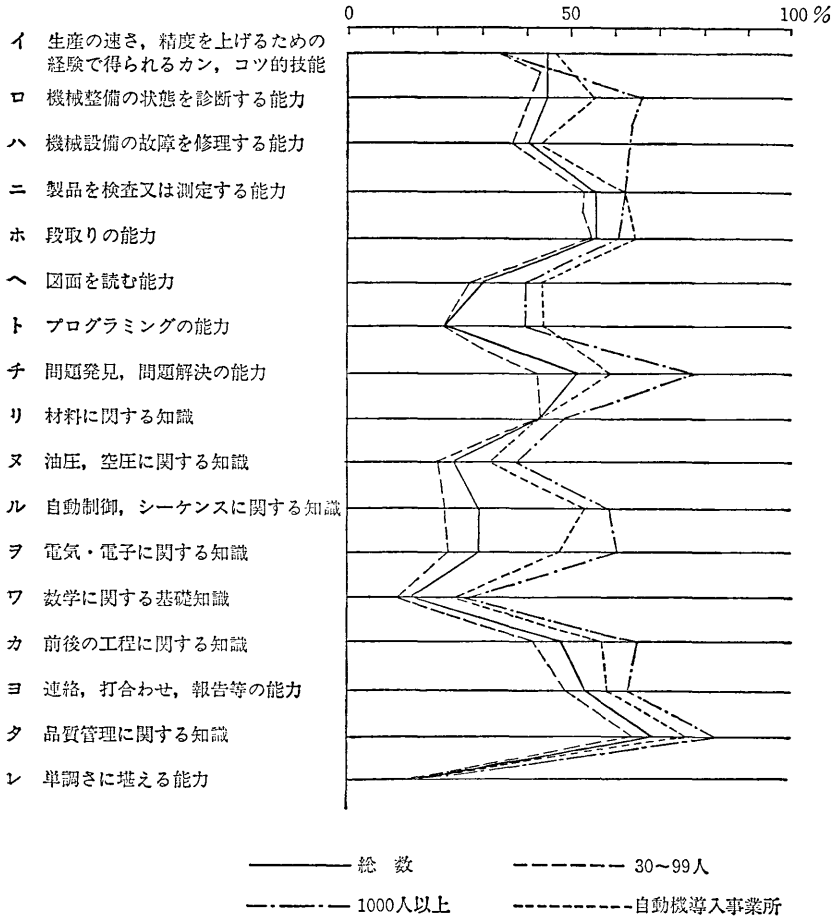 0 50 100 %
イ 生産の速さ，精度を上げるための
経験で得られるカン，コツ的技能
ロ 機械整備の状態を診断する能力
ハ 機械設備の故障を修理する能力
ニ 製品を検査又は測定する能力
ホ 段取りの能力
ヘ 図面を読む能力
ト プログラミングの能力
チ 問題発見，問題解決の能力
リ 材料に関する知識
ヌ 油圧，空圧に関する知識
ル 自動制御，シーケンスに関する知識
ヲ 電気・電子に関する知識
ワ 数学に関する基礎知識
カ 前後の工程に関する知識
ヨ 連絡，打合わせ，報告等の能力
タ 品質管理に関する知識
レ 単調さに堪える能力
総数 30〜99人
1000人以上 自動機導入事業所